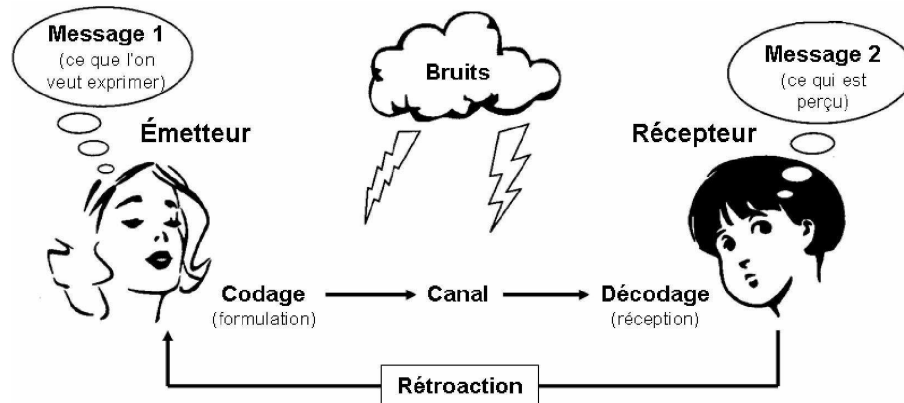 Message 1
(ce que l'on
veut exprimer)
Bruits
Message 2
(ce qui est
perçu)
Émetteur
Récepteur
Codage
(formulation)
Canal
Décodage
(réception)
Rétroaction